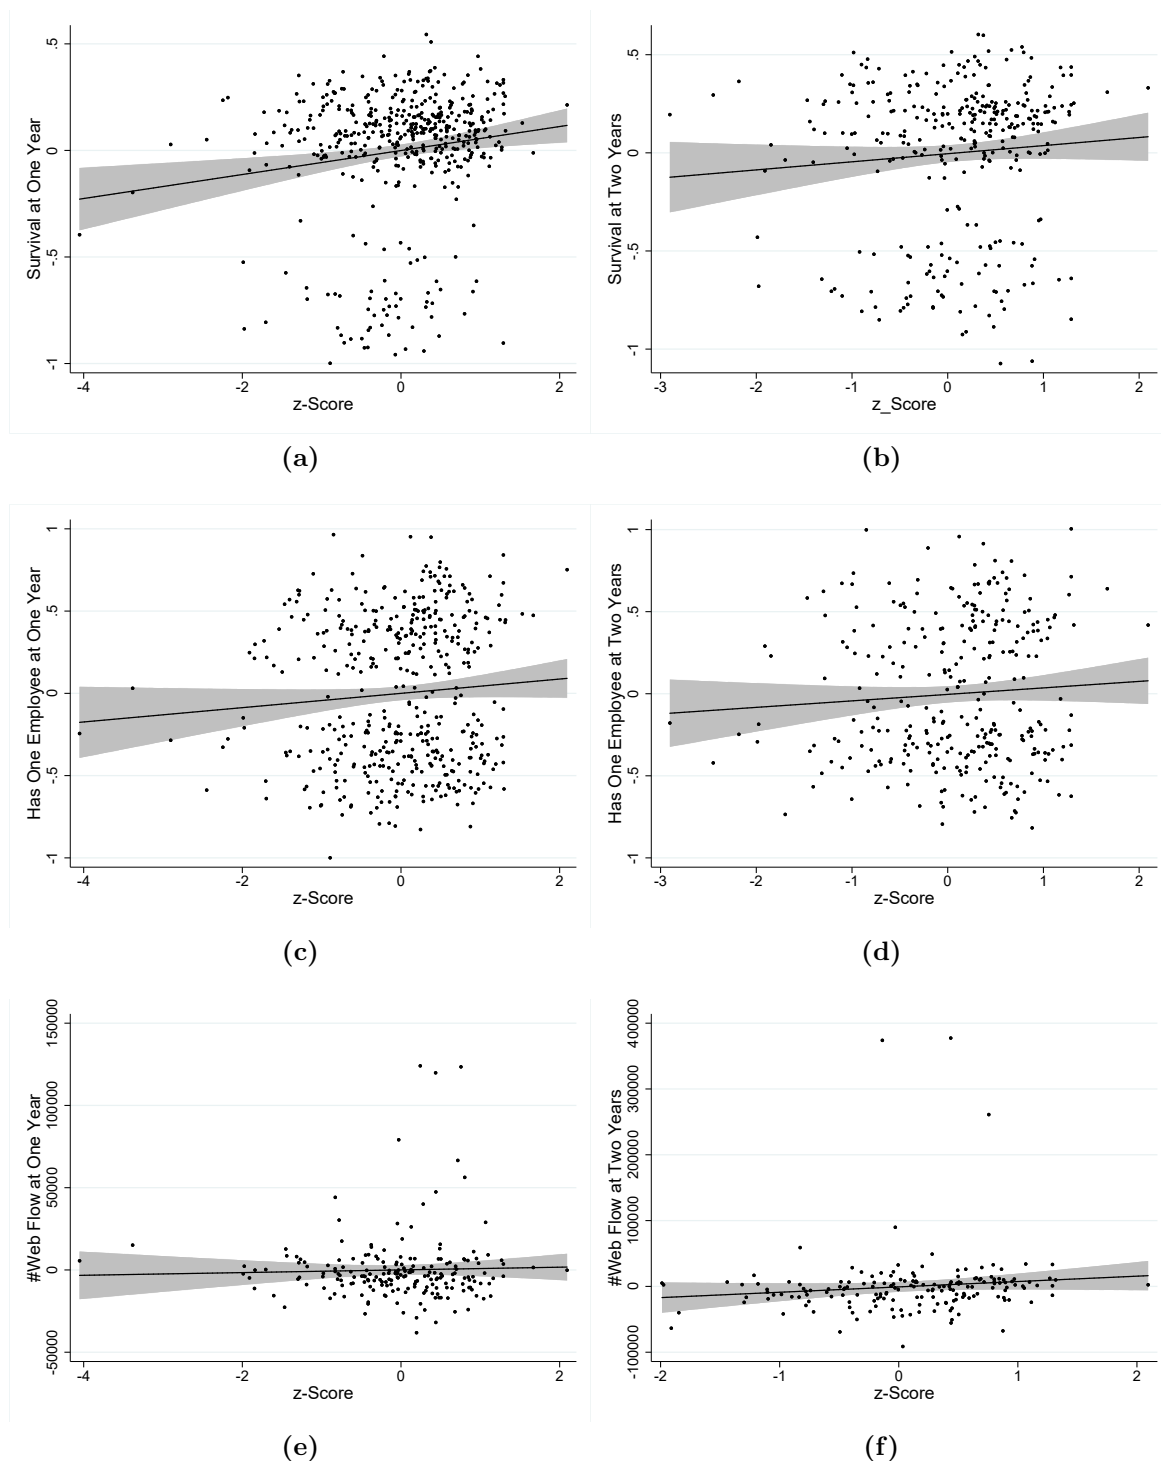 Survival at One Year
.5
0
-.5
-1
-4 -2 0 2
z-Score
(a)
Survival at Two Years
.5
0
-.5
-1
-3 -2 -1 0 1 2
z_Score
(b)
Has One Employee at One Year
1
.5
0
-.5
-1
-4 -2 0 2
z-Score
(c)
Has One Employee at Two Years
1
.5
0
-.5
-1
-3 -2 -1 0 1 2
z-Score
(d)
#Web Flow at One Year
150000
100000
50000
0
-50000
-4 -2 0 2
z-Score
(e)
#Web Flow at Two Years
400000
300000
200000
100000
0
-100000
-2 -1 0 1 2
z-Score
(f)